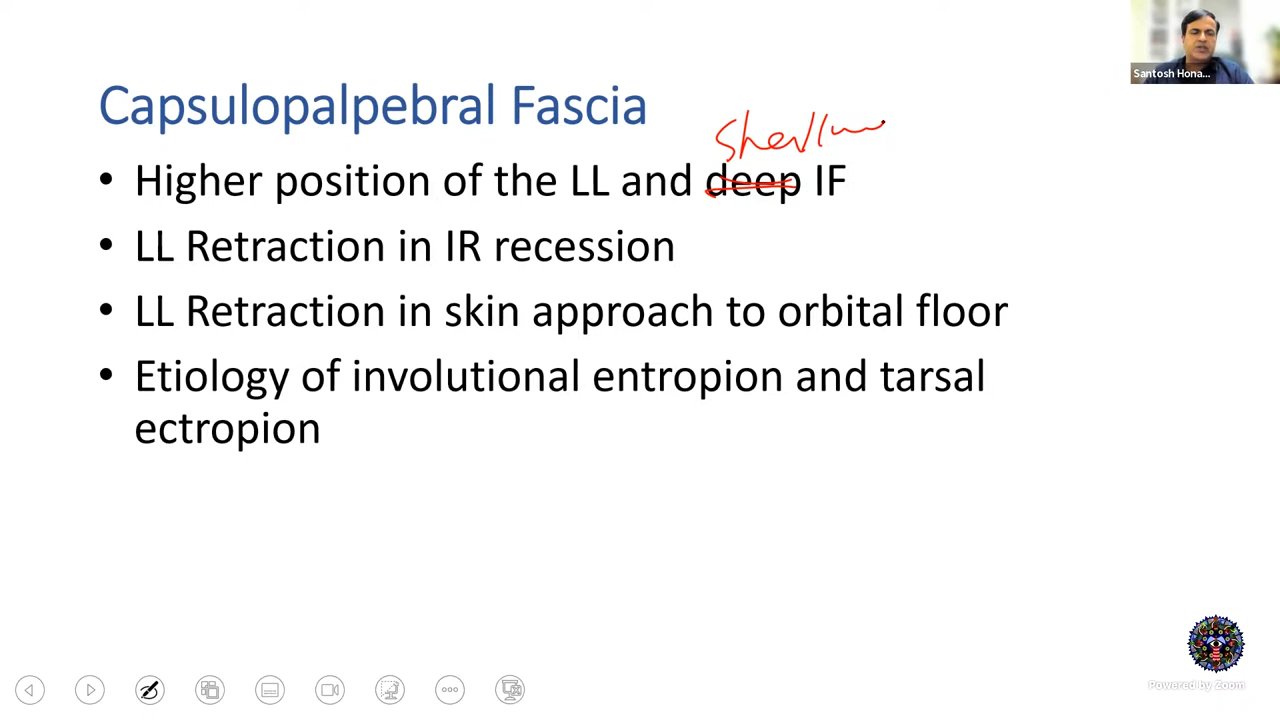 Santosh Hona...
Capsulopalpebral Fascia
• Higher position of the LL and deep IF
• LL Retraction in IR recession
• LL Retraction in skin approach to orbital floor
• Etiology of involutional entropion and tarsal
ectropion
Powered by Zoom